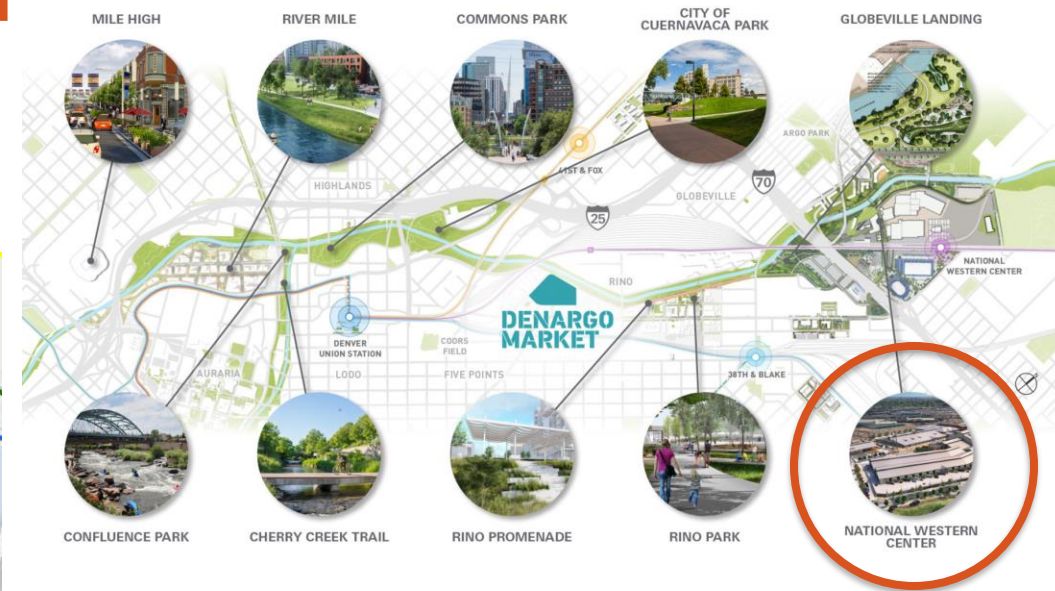 MILE HIGH
RIVER MILE
COMMONS PARK
CITY OF
CUERNAVACA PARK
GLOBEVILLE LANDING
ARGO PARK
41ST & FOX
HIGHLANDS
70
GLOBEVILLE
25
NATIONAL
WESTERN CENTER
RINO
DENARGO
MARKET
DENVER
UNION STATION
COORS
FIELD
AURARIA
LODO
FIVE POINTS
38TH & BLAKE
CONFLUENCE PARK
CHERRY CREEK TRAIL
RINO PROMENADE
RINO PARK
NATIONAL WESTERN
CENTER